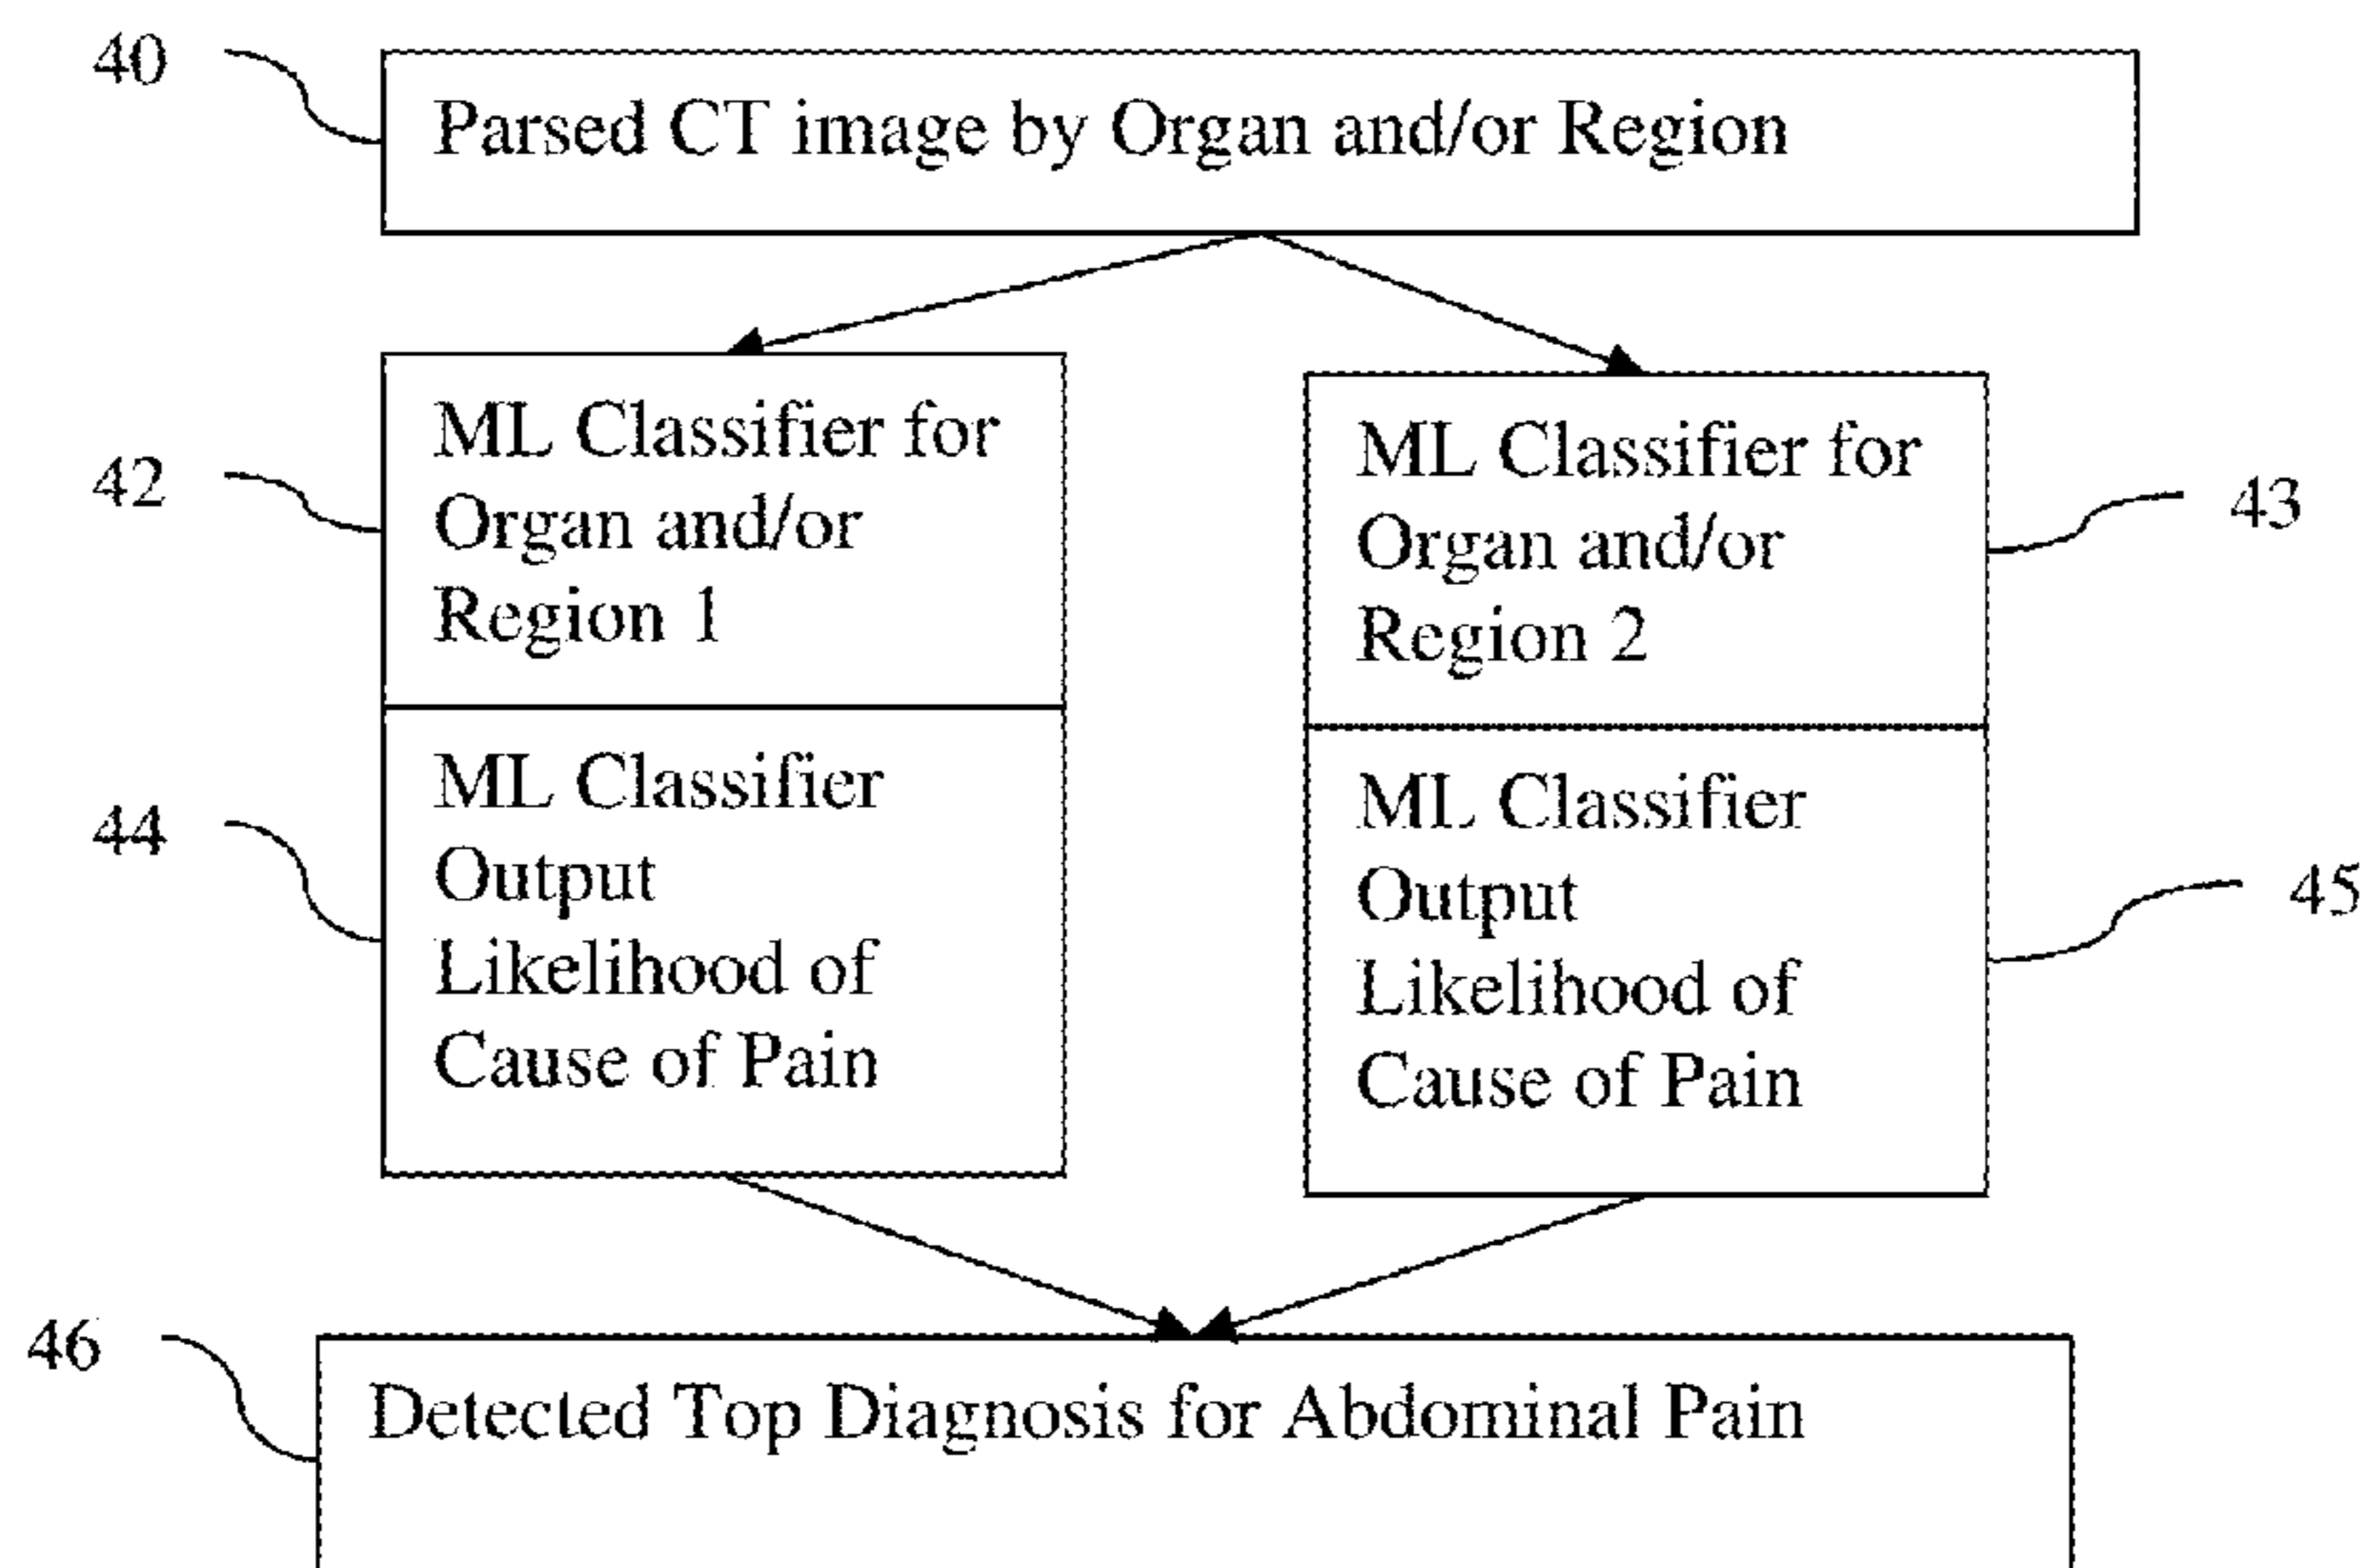 40
Parsed CT image by Organ and/or Region
42
ML Classifier for
Organ and/or
Region 1
ML Classifier for
Organ and/or
Region 2
43
44
ML Classifier
Output
Likelihood of
Cause of Pain
ML Classifier
Output
Likelihood of
Cause of Pain
45
46
Detected Top Diagnosis for Abdominal Pain